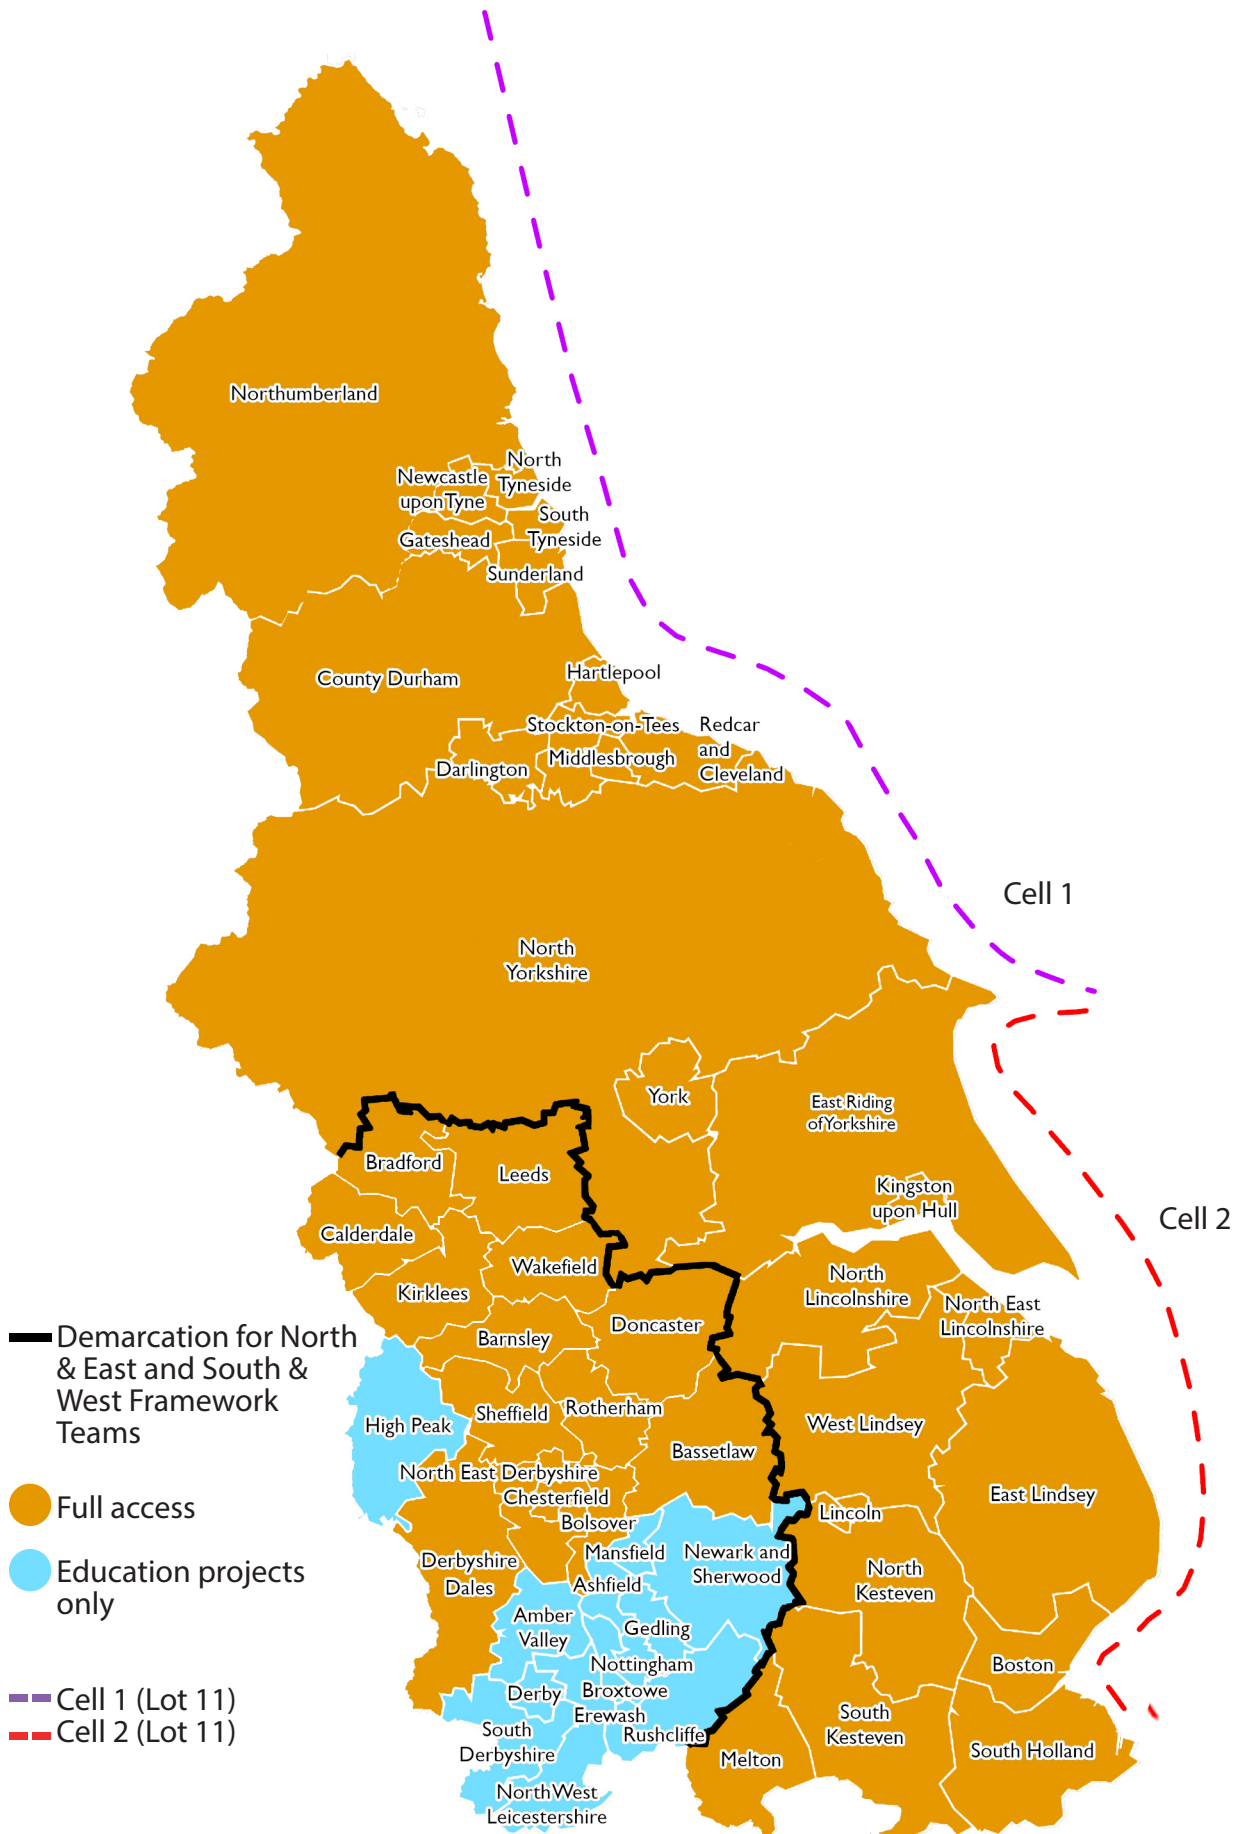 Northumberland
North
Tyneside
Newcastle
upon Tyne
South
Tyneside
Gateshead
Sunderland
Hartlepool
County Durham
Stockton-on-Tees
Redcar
and
Cleveland
Middlesbrough
Darlington
Cell 1
North
Yorkshire
York
East Riding
of Yorkshire
Bradford
Leeds
Kingston
upon Hull
Cell 2
Calderdale
Wakefield
Kirklees
North
Lincolnshire
North East
Lincolnshire
Barnsley
Doncaster
Demarcation for North
& East and South &
West Framework
Teams
High Peak
Sheffield
Rotherham
West Lindsey
Bassetlaw
North East Derbyshire
Chesterfield
East Lindsey
Full access
Bolsover
Lincoln
Derbyshire
Dales
Mansfield
Newark and
Sherwood
Education projects
only
Ashfield
North
Kesteven
Amber
Valley
Gedling
Nottingham
Boston
Derby
Broxtowe
Cell 1 (Lot 11)
Erewash
South
Kesteven
Cell 2 (Lot 11)
South
Derbyshire
Rushcliffe
Melton
South Holland
North West
Leicestershire